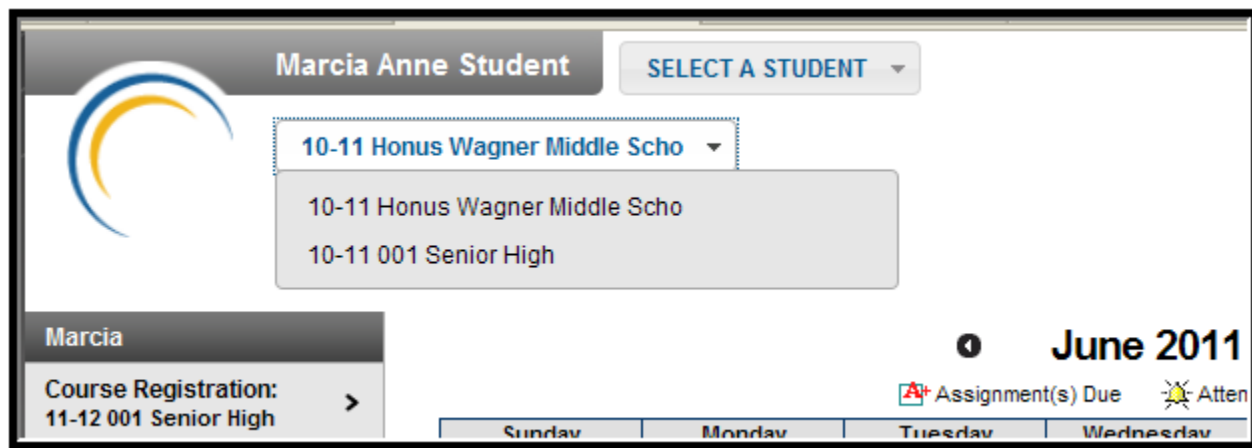 Marcia Anne Student
SELECT A STUDENT
10-11 Honus Wagner Middle Scho
10-11 Honus Wagner Middle Scho
10-11 001 Senior High
Marcia
Course Registration:
11-12 001 Senior High
June 2011
A+ Assignment(s) Due Atten
Sunday Monday Tuesday Wednesday